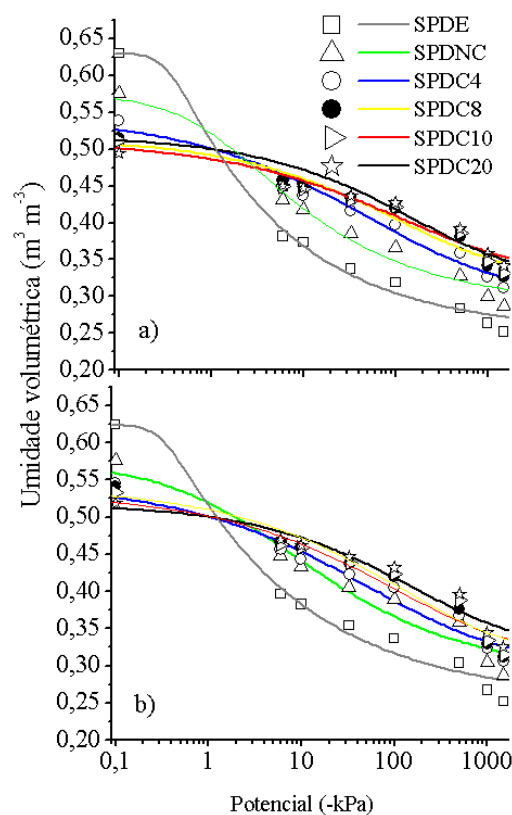 0,65
0,60
0,55
0,50
0,45
0,40
0,35
0,30
0,25
0,20
SPDE
SPDNC
SPDC4
SPDC8
SPDC10
SPDC20
a)
Umidade volumétrica (m³ m⁻³)
0,65
0,60
0,55
0,50
0,45
0,40
0,35
0,30
0,25
0,20
b)
0,1 1 10 100 1000
Potencial (-kPa)